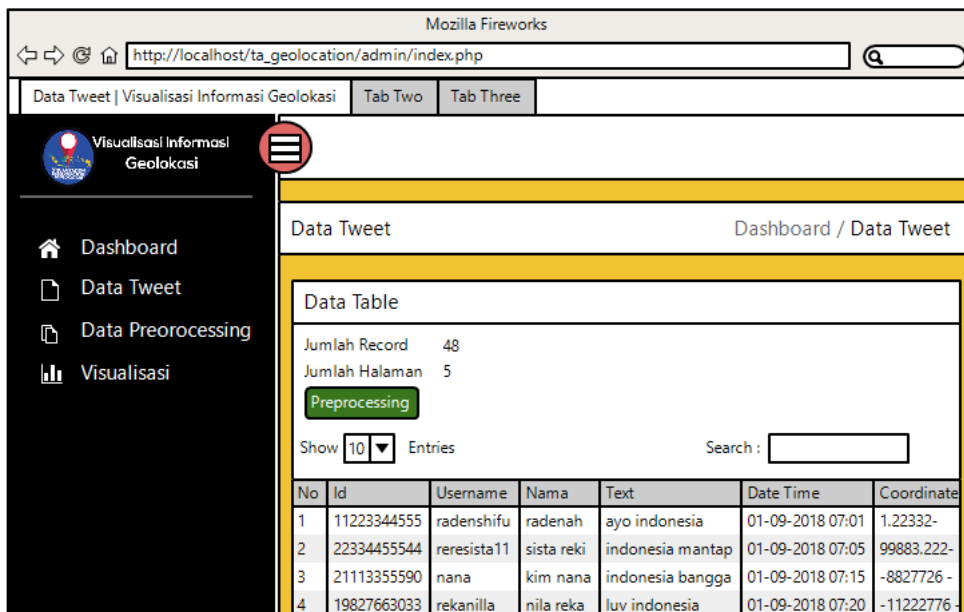 Mozilla Fireworks
http://localhost/ta_geolocation/admin/index.php
Data Tweet | Visualisasi Informasi Geolokasi Tab Two Tab Three
Visualisasi Informasi
Geolokasi
Data Tweet Dashboard / Data Tweet
Dashboard
Data Tweet
Data Preorocessing
Visualisasi
Data Table
Jumlah Record 48
Jumlah Halaman 5
Preprocessing
Show 10 Entries Search :
No Id Username Nama Text Date Time Coordinate
1 11223344555 radenshifu radenah ayo indonesia 01-09-2018 07:01 1.22332-
2 22334455544 reresista11 sista reki indonesia mantap 01-09-2018 07:05 99883.222-
3 21113355590 nana kim nana indonesia bangga 01-09-2018 07:15 -8827726 -
4 19827663033 rekanilla nila reka luv indonesia 01-09-2018 07:20 -11222776 -